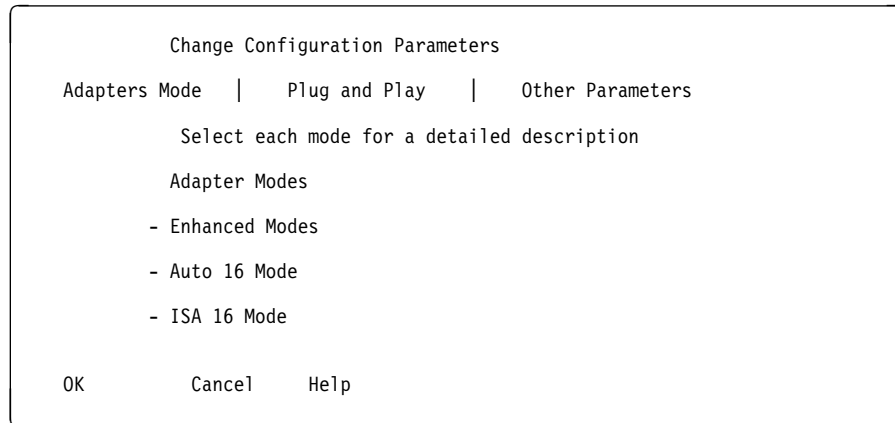 Change Configuration Parameters
Adapters Mode | Plug and Play | Other Parameters
Select each mode for a detailed description
Adapter Modes
- Enhanced Modes
- Auto 16 Mode
- ISA 16 Mode
OK Cancel Help